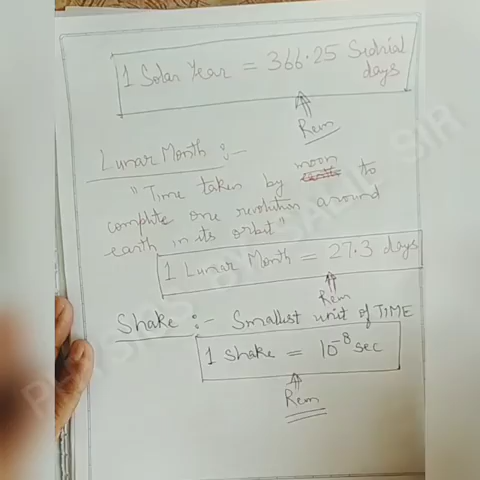 1 Solar Year = 366.25 Sidrial
days
Rem
Lunar Month :-
"Time taken by moon to
complete one revolution around
earth in its orbit"
1 Lunar Month = 27.3 days
Rem
Shake :- Smallest unit of TIME
1 shake = 10⁻⁸ sec
Rem